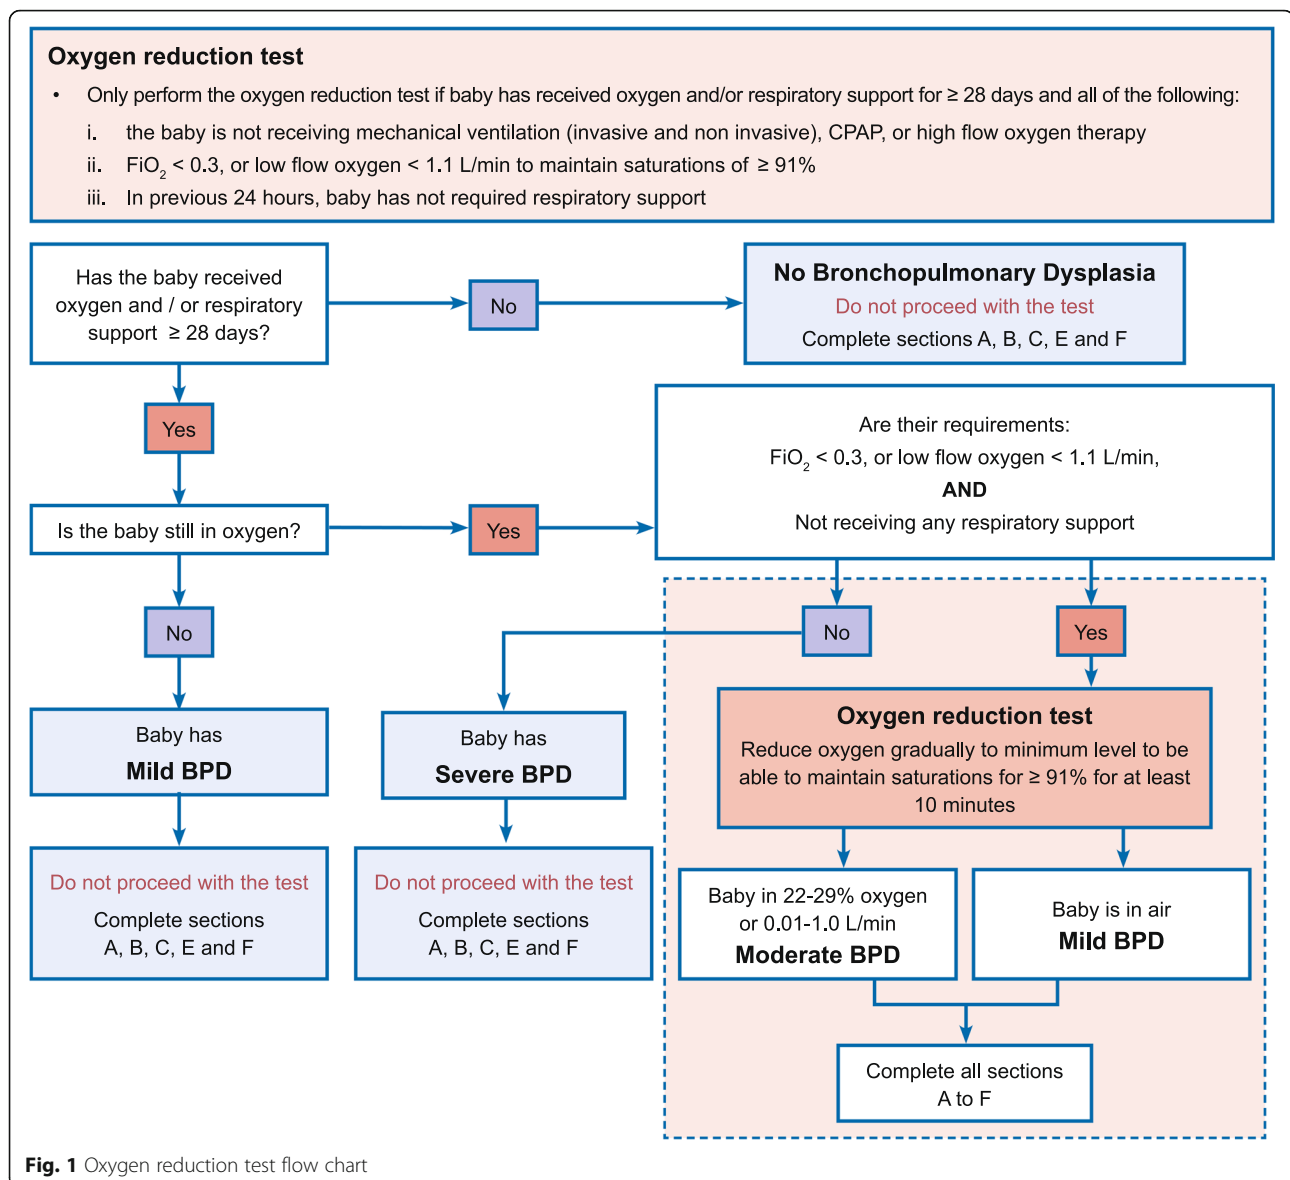 Oxygen reduction test
• Only perform the oxygen reduction test if baby has received oxygen and/or respiratory support for ≥ 28 days and all of the following:
i. the baby is not receiving mechanical ventilation (invasive and non invasive), CPAP, or high flow oxygen therapy
ii. FiO₂ < 0.3, or low flow oxygen < 1.1 L/min to maintain saturations of ≥ 91%
iii. In previous 24 hours, baby has not required respiratory support
Has the baby received
oxygen and / or respiratory
support ≥ 28 days?
No
No Bronchopulmonary Dysplasia
Do not proceed with the test
Complete sections A, B, C, E and F
Yes
Is the baby still in oxygen?
Yes
Are their requirements:
FiO₂ < 0.3, or low flow oxygen < 1.1 L/min,
AND
Not receiving any respiratory support
No
No
Yes
Baby has
Mild BPD
Baby has
Severe BPD
Oxygen reduction test
Reduce oxygen gradually to minimum level to be
able to maintain saturations for ≥ 91% for at least
10 minutes
Do not proceed with the test
Complete sections
A, B, C, E and F
Do not proceed with the test
Complete sections
A, B, C, E and F
Baby in 22-29% oxygen
or 0.01-1.0 L/min
Moderate BPD
Baby is in air
Mild BPD
Complete all sections
A to F
Fig. 1 Oxygen reduction test flow chart